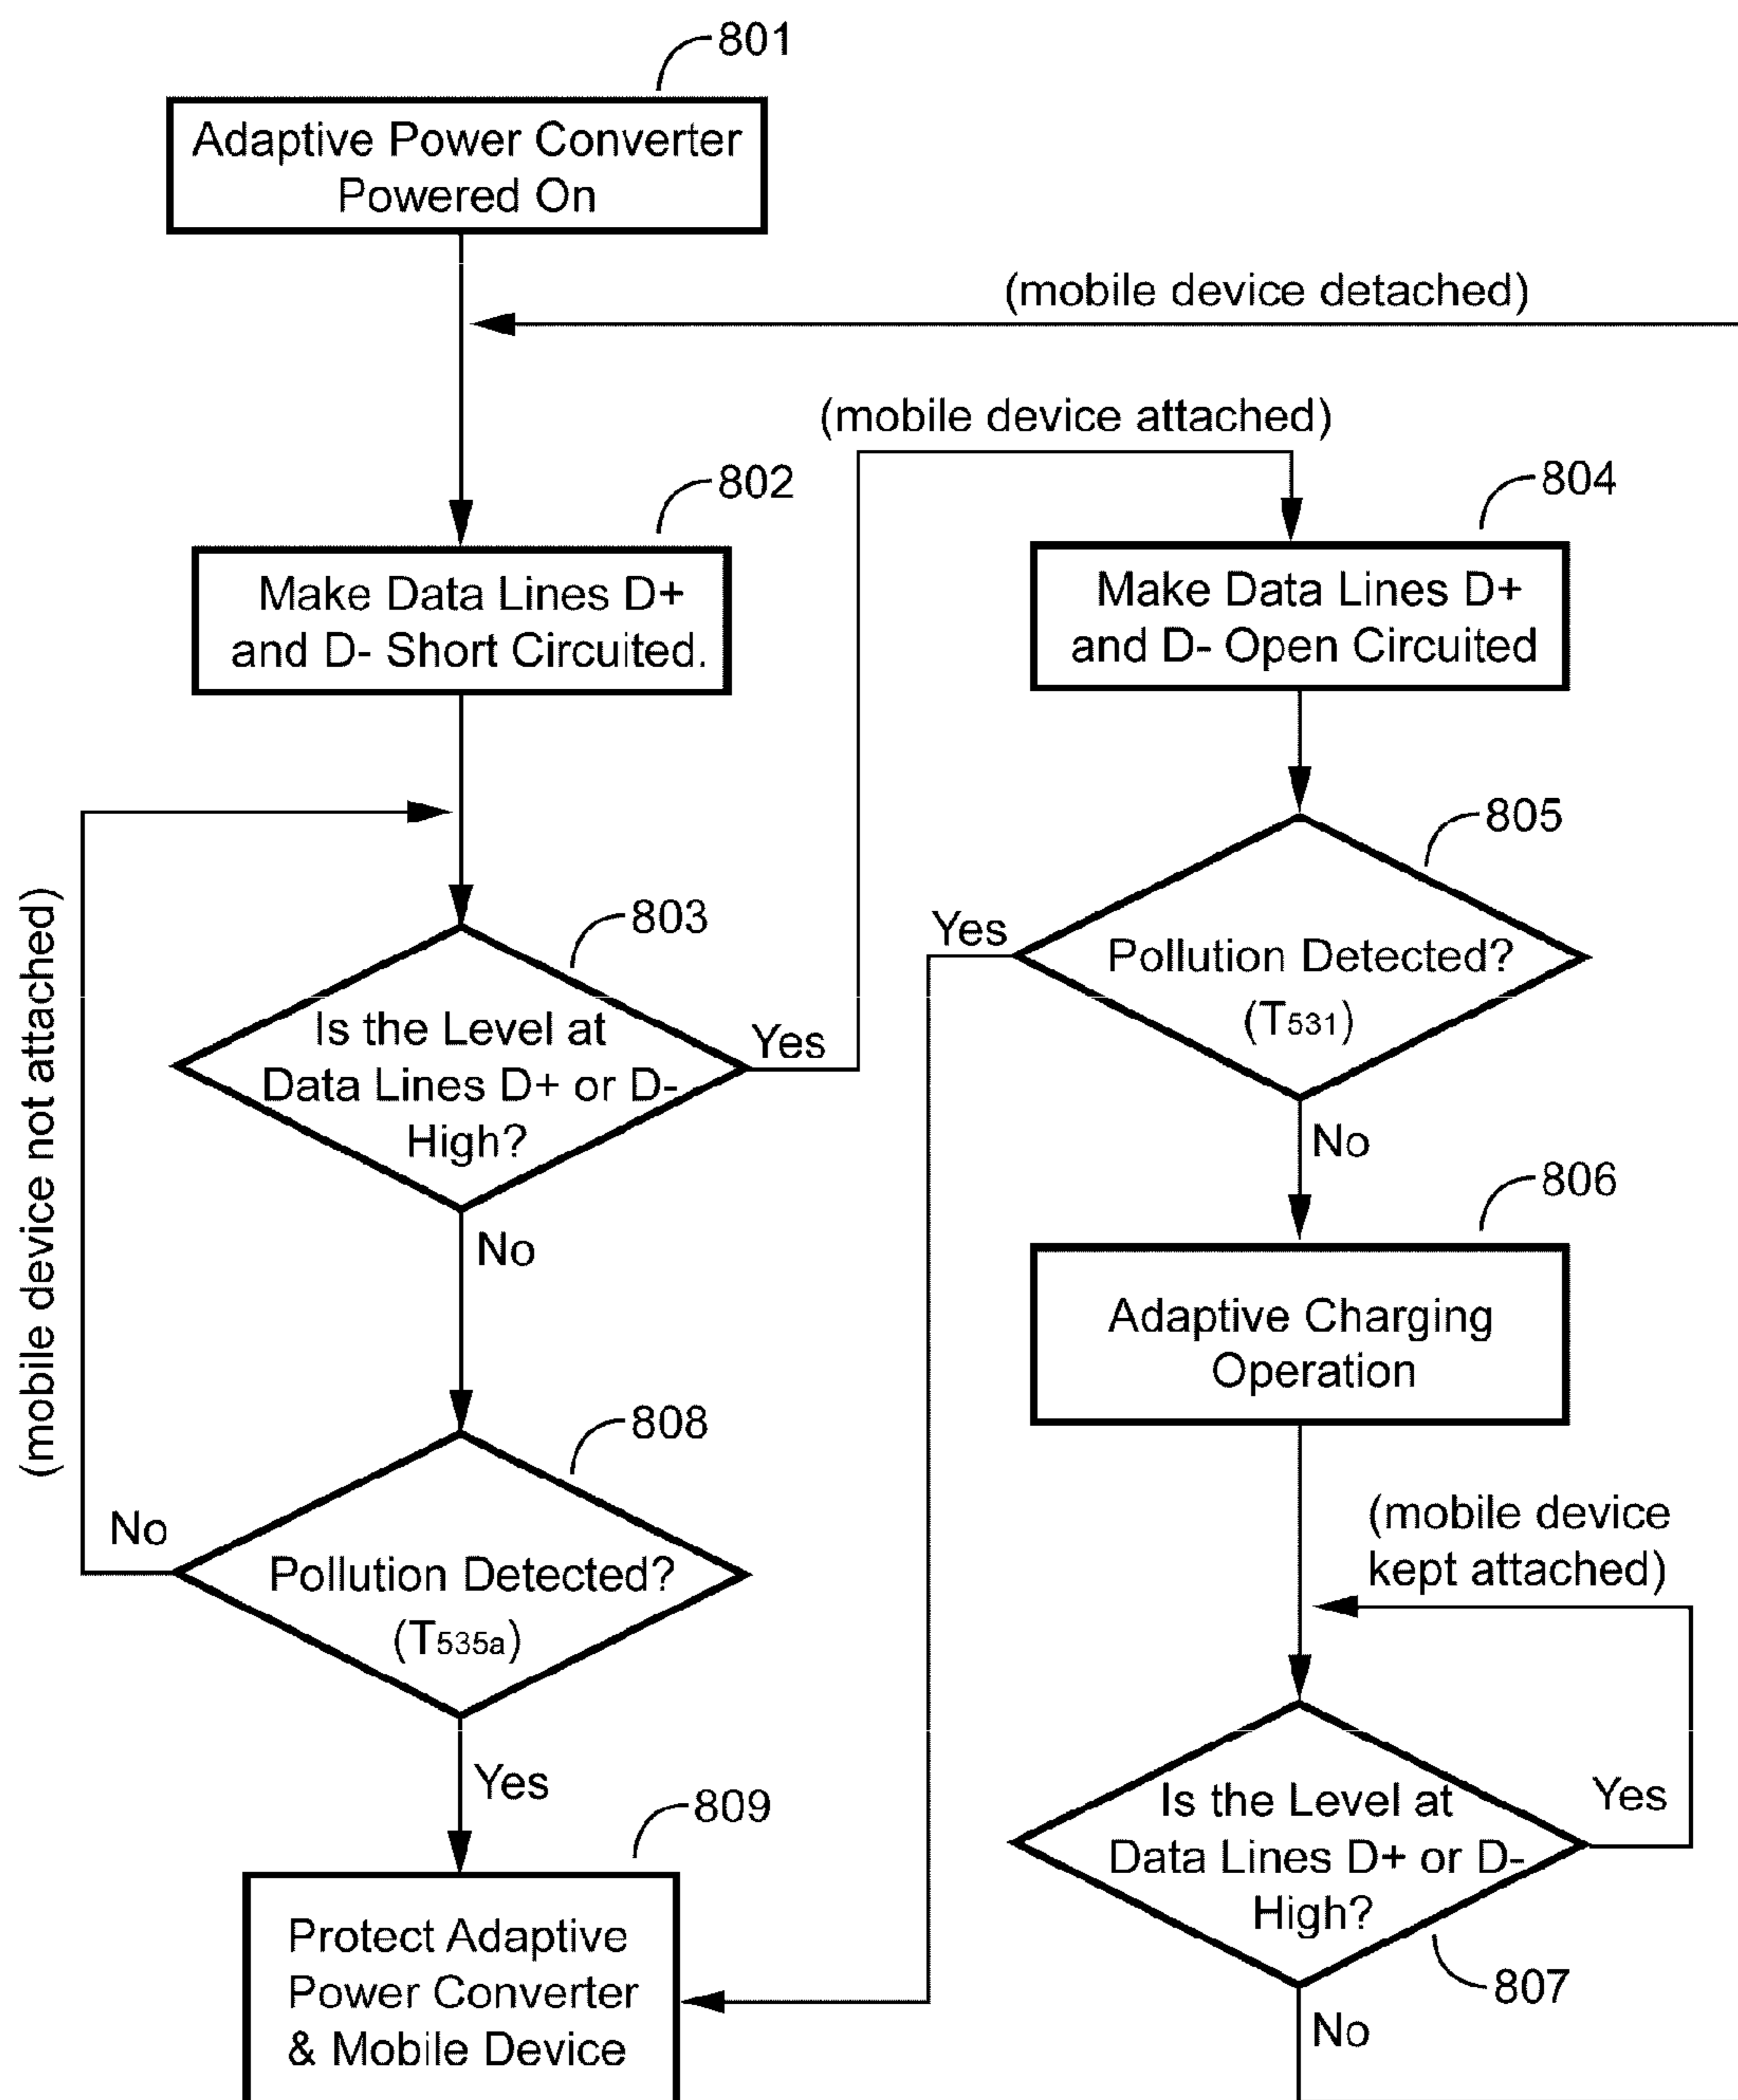 801
Adaptive Power Converter
Powered On
(mobile device detached)
(mobile device attached)
802
Make Data Lines D+
and D- Short Circuited.
804
Make Data Lines D+
and D- Open Circuited
(mobile device not attached)
803
Is the Level at
Data Lines D+ or D-
High?
Yes
No
805
Pollution Detected?
(T531)
Yes
No
806
Adaptive Charging
Operation
808
Pollution Detected?
(T535a)
No
Yes
(mobile device
kept attached)
807
Is the Level at
Data Lines D+ or D-
High?
Yes
No
809
Protect Adaptive
Power Converter
& Mobile Device